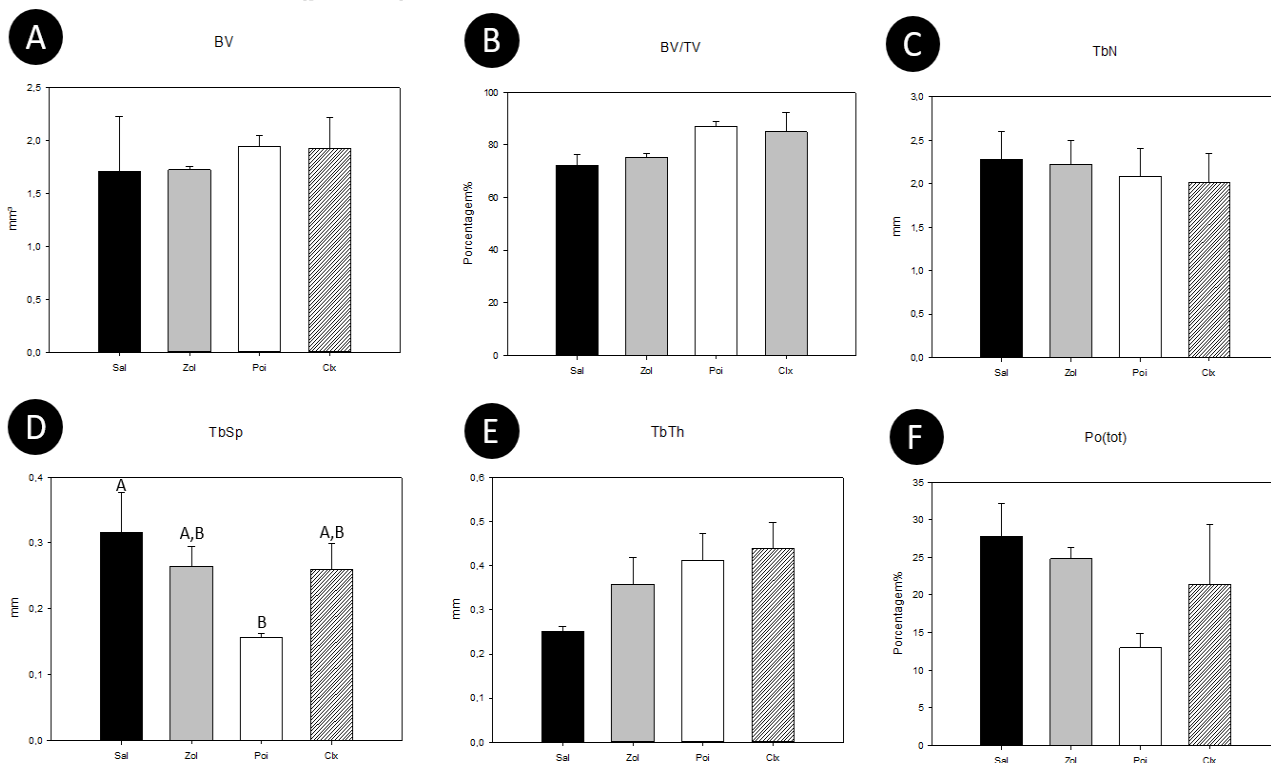 A
BV
2,5
2,0
1,5
1,0
0,5
0,0
mm³
Sal Zol Poi Clx
B
BV/TV
100
80
60
40
20
0
Porcentagem%
Sal Zol Poi Clx
C
TbN
3,0
2,5
2,0
1,5
1,0
0,5
0,0
mm
Sal Zol Poi Clx
D
TbSp
0,4
0,3
0,2
0,1
0,0
mm
A
A,B
B
A,B
Sal Zol Poi Clx
E
TbTh
0,6
0,5
0,4
0,3
0,2
0,1
0,0
mm
Sal Zol Poi Clx
F
Po(tot)
35
30
25
20
15
10
5
0
Porcentagem%
Sal Zol Poi Clx